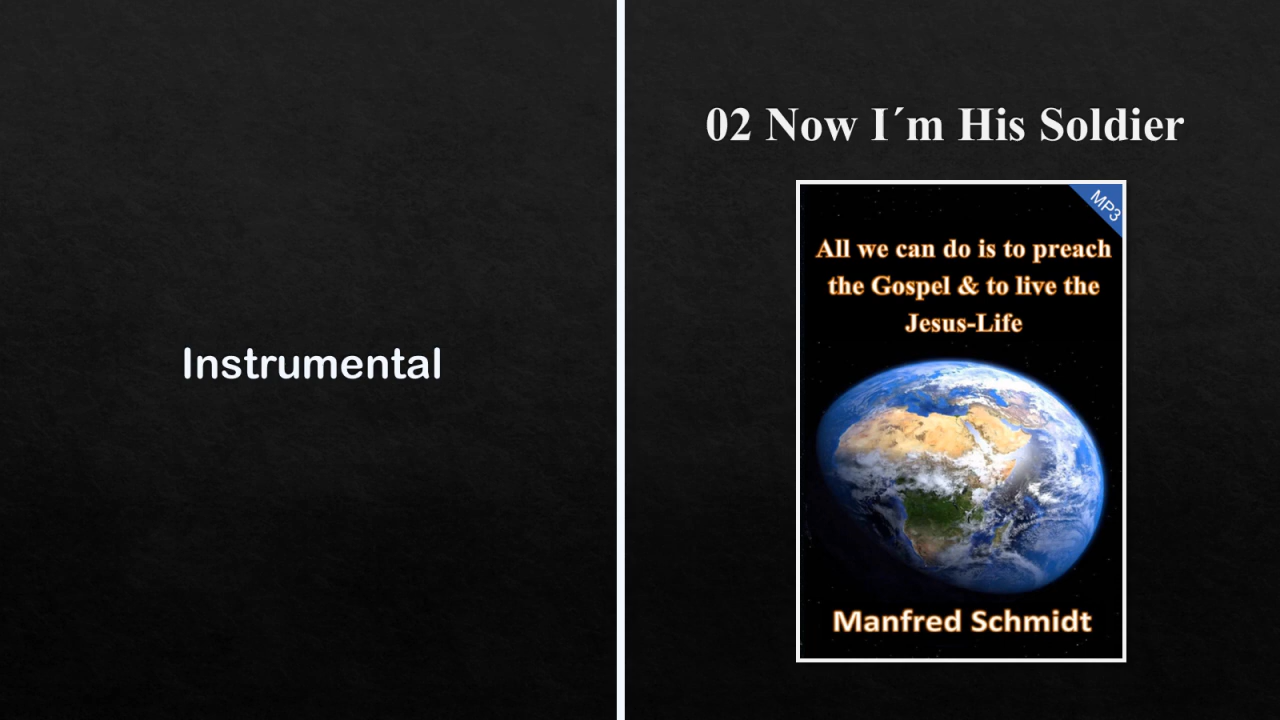 Instrumental
02 Now I´m His Soldier
MP3
All we can do is to preach
the Gospel & to live the
Jesus-Life
Manfred Schmidt